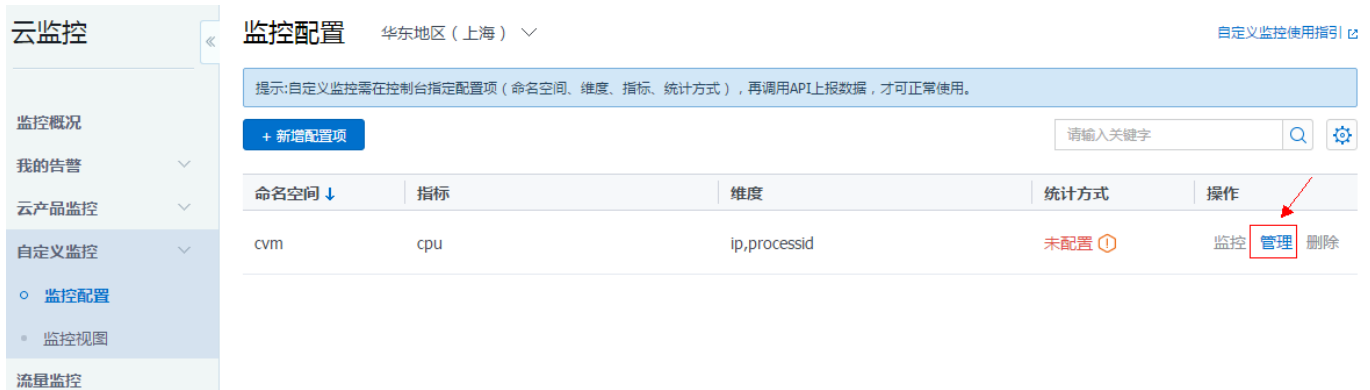 云监控
«
监控概况
我的告警
云产品监控
自定义监控
监控配置
监控视图
流量监控
监控配置 华东地区（上海）
自定义监控使用指引
提示:自定义监控需在控制台指定配置项（命名空间、维度、指标、统计方式），再调用API上报数据，才可正常使用。
+ 新增配置项
请输入关键字
命名空间↓ 指标 维度 统计方式 操作
cvm cpu ip,processid 未配置 监控 管理 删除